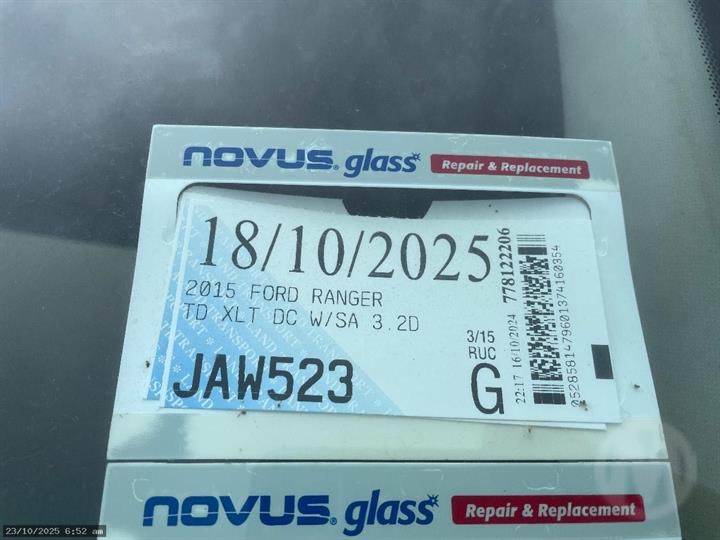 novus glass Repair & Replacement
18/10/2025
2015 FORD RANGER
TD XLT DC W/SA 3.2D
JAW523
3/15
RUC
G
22:17 16/10/2024 778122206
0528581479601374160354
novus glass Repair & Replacement
23/10/2025 6:52 am